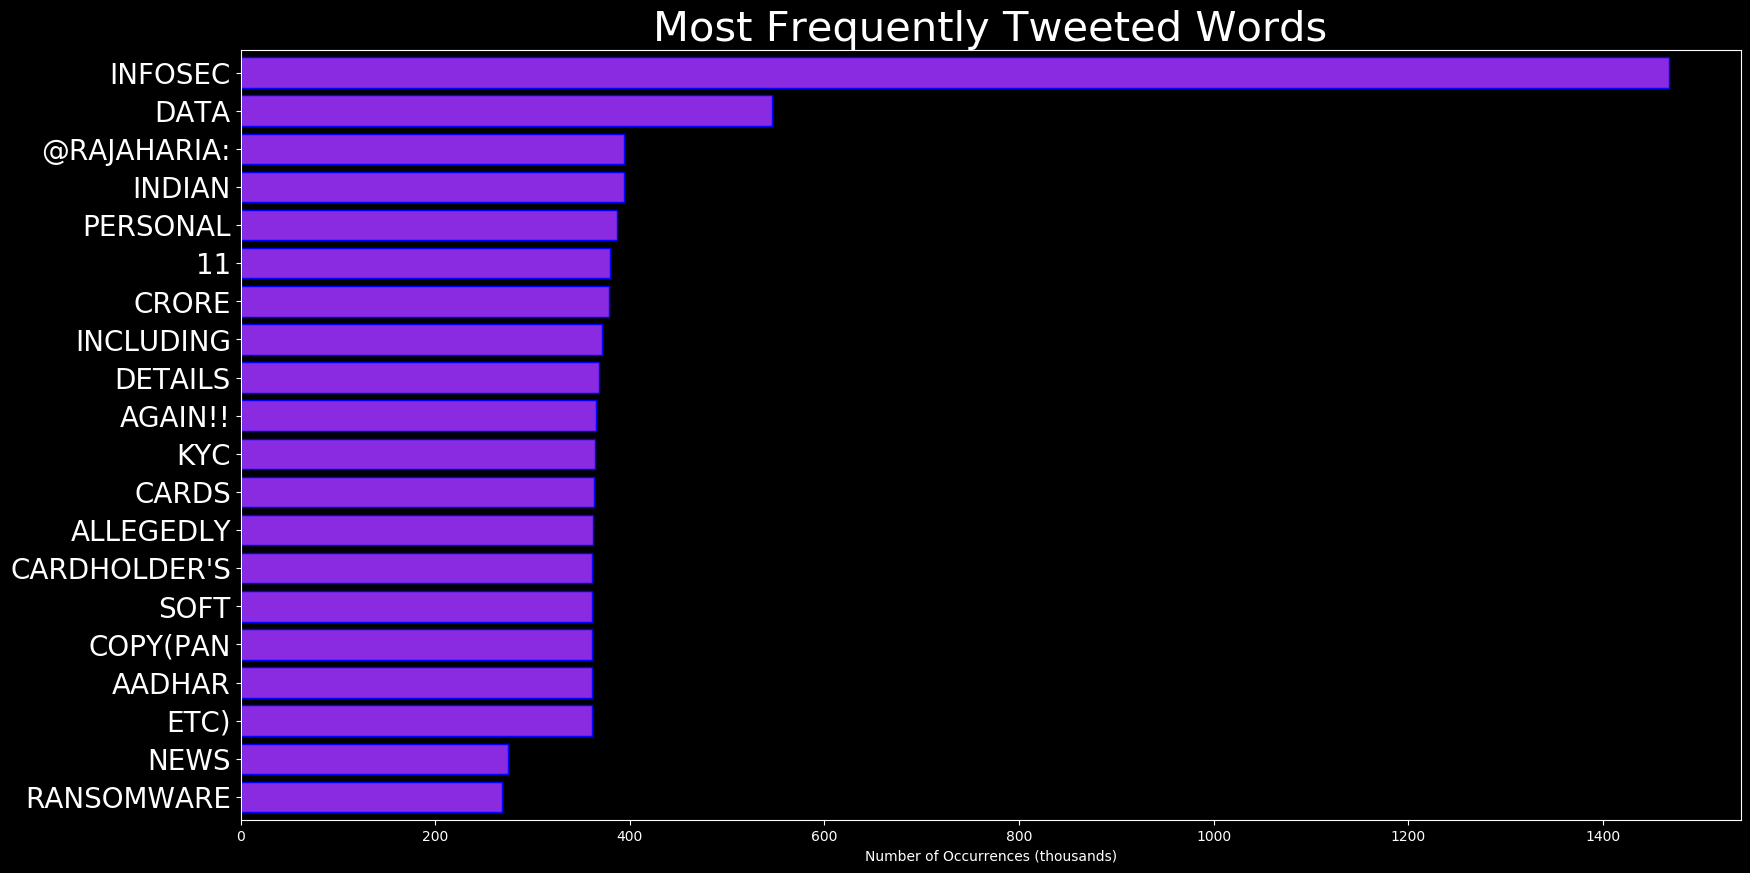 Most Frequently Tweeted Words
INFOSEC
DATA
@RAJAHARIA:
INDIAN
PERSONAL
11
CRORE
INCLUDING
DETAILS
AGAIN!!
KYC
CARDS
ALLEGEDLY
CARDHOLDER'S
SOFT
COPY(PAN
AADHAR
ETC)
NEWS
RANSOMWARE
0 200 400 600 800 1000 1200 1400
Number of Occurrences (thousands)